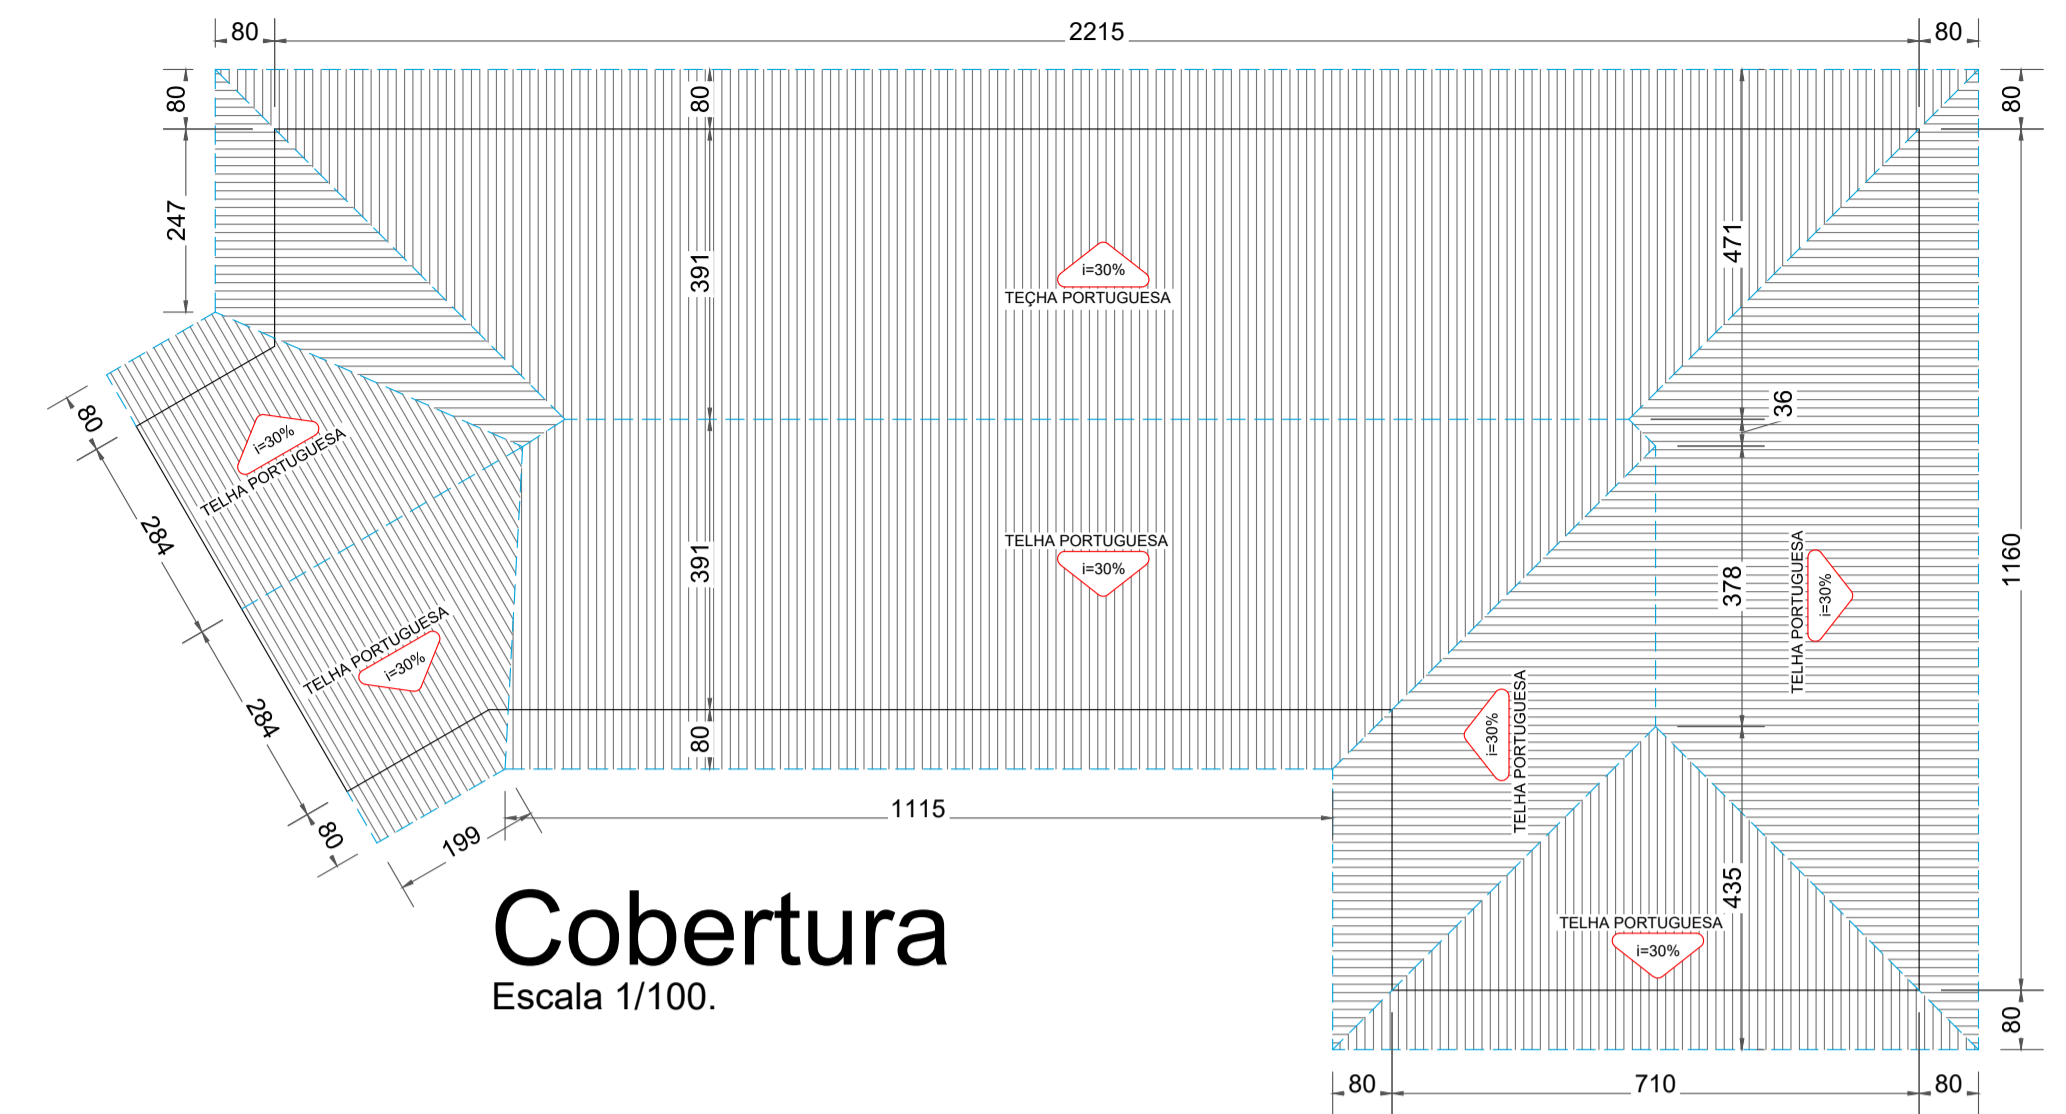 80
2215
80
80
80
80
247
391
471
i=30%
TEÇHA PORTUGUESA
36
80
i=30%
TELHA PORTUGUESA
284
391
TELHA PORTUGUESA
i=30%
378
TELHA PORTUGUESA
i=30%
1160
TELHA PORTUGUESA
i=30%
284
80
i=30%
TELHA PORTUGUESA
80
199
1115
435
TELHA PORTUGUESA
i=30%
Cobertura
Escala 1/100.
80
80
710
80